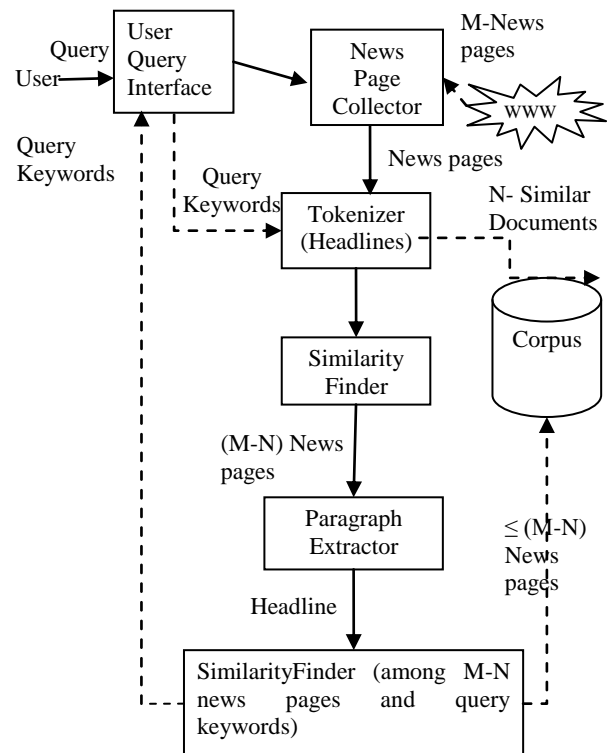 User
Query
Interface
Query
User
News
Page
Collector
M-News
pages
WWW
News pages
Query
Keywords
Query
Keywords
Tokenizer
(Headlines)
N- Similar
Documents
Corpus
Similarity
Finder
(M-N) News
pages
Paragraph
Extractor
≤ (M-N)
News
pages
Headline
SimilarityFinder (among M-N
news pages and query
keywords)